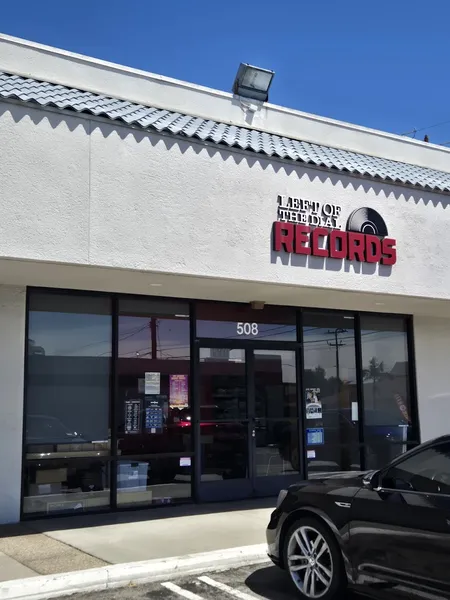 LEFT OF
THE DIAL
RECORDS
508